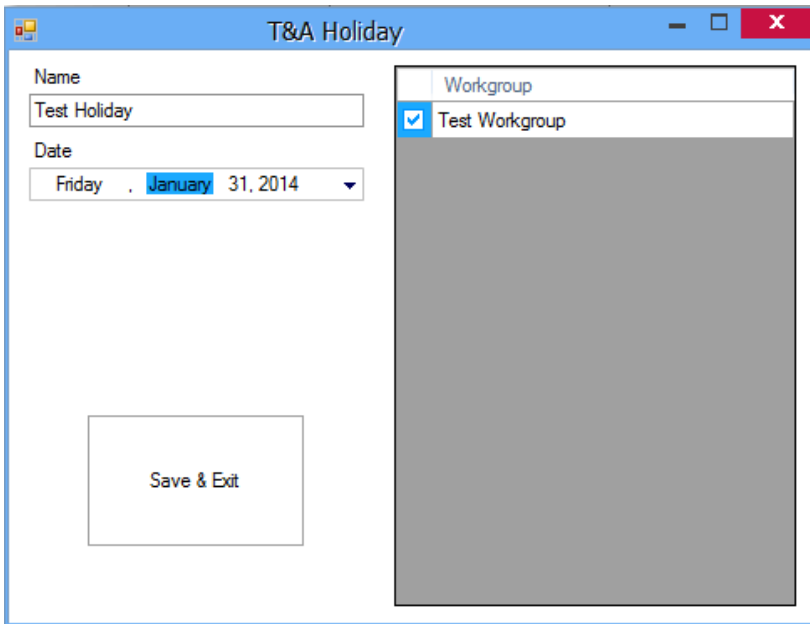 T&A Holiday
Name
Test Holiday
Date
Friday , January 31, 2014
Save & Exit
Workgroup
Test Workgroup